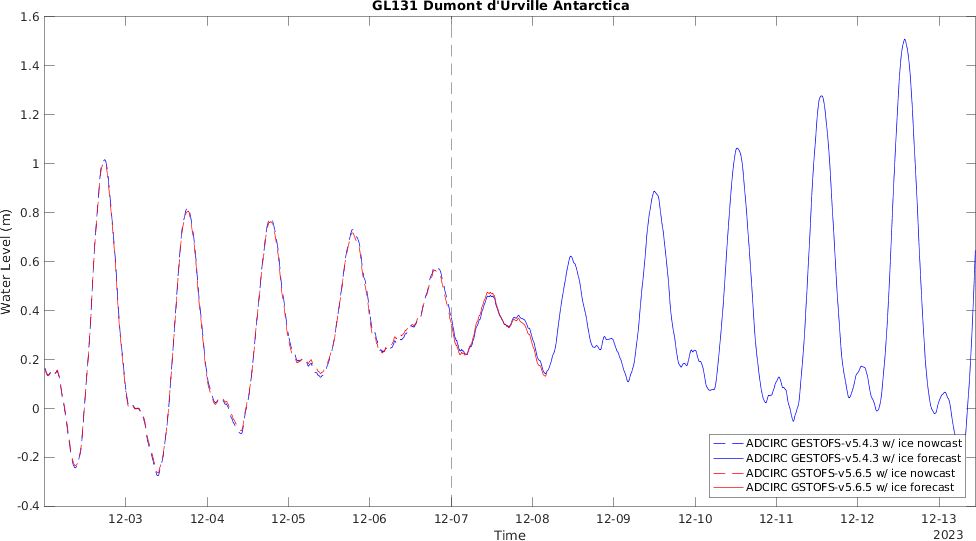 GL131 Dumont d'Urville Antarctica
1.6
1.4
1.2
1
0.8
0.6
0.4
0.2
0
-0.2
-0.4
Water Level (m)
ADCIRC GESTOFS-v5.4.3 w/ ice nowcast
ADCIRC GESTOFS-v5.4.3 w/ ice forecast
ADCIRC GSTOFS-v5.6.5 w/ ice nowcast
ADCIRC GSTOFS-v5.6.5 w/ ice forecast
12-03 12-04 12-05 12-06 12-07 12-08 12-09 12-10 12-11 12-12 12-13
Time
2023